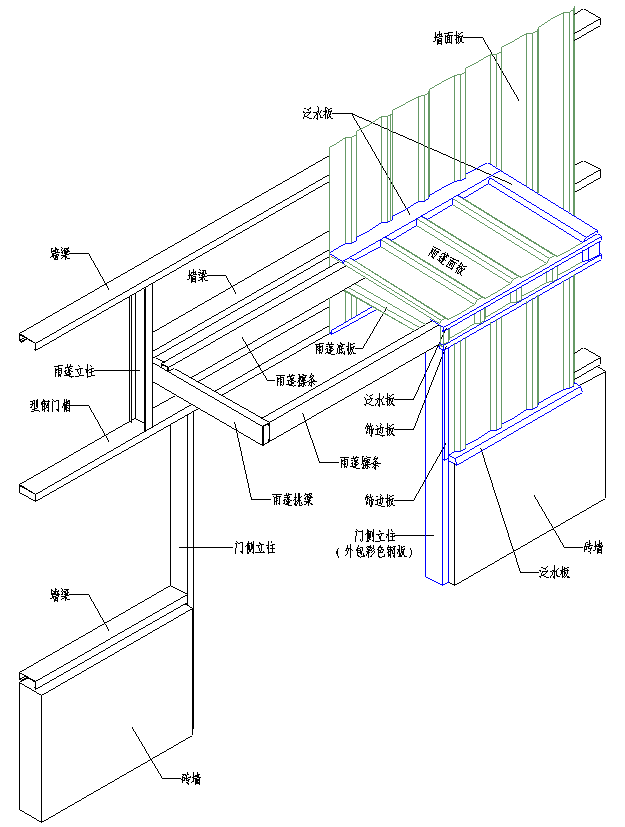 墙面板
泛水板
墙梁
墙梁
雨蓬面板
雨蓬底板
雨蓬立柱
雨蓬擦条
泛水板
型钢门楣
饰边板
雨蓬擦条
雨蓬挑梁
饰边板
门侧立柱
(外包彩色钢板)
门侧立柱
砖墙
泛水板
墙梁
砖墙